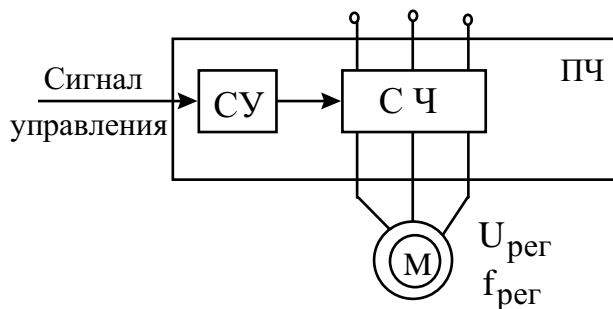 ПЧ
Сигнал
управления
СУ
С Ч
М
Uрег
fрег